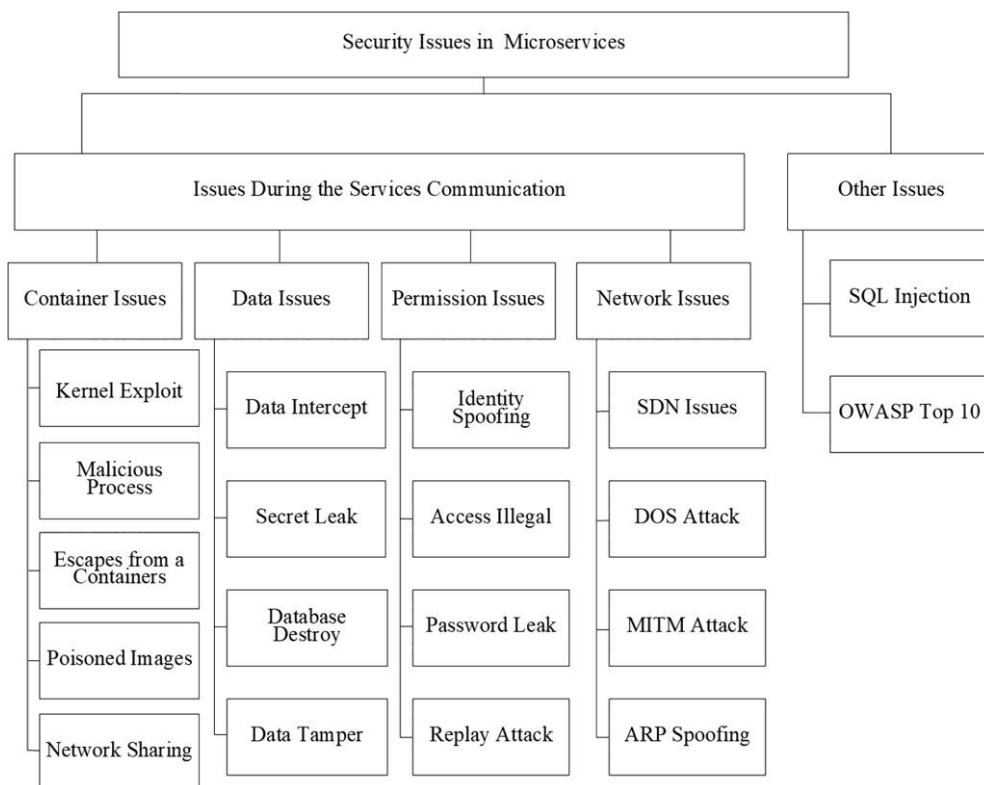 Security Issues in Microservices
Issues During the Services Communication
Other Issues
Container Issues
Data Issues
Permission Issues
Network Issues
Kernel Exploit
Malicious
Process
Escapes from a
Containers
Poisoned Images
Network Sharing
Data Intercept
Secret Leak
Database
Destroy
Data Tamper
Identity
Spoofing
Access Illegal
Password Leak
Replay Attack
SDN Issues
DOS Attack
MITM Attack
ARP Spoofing
SQL Injection
OWASP Top 10